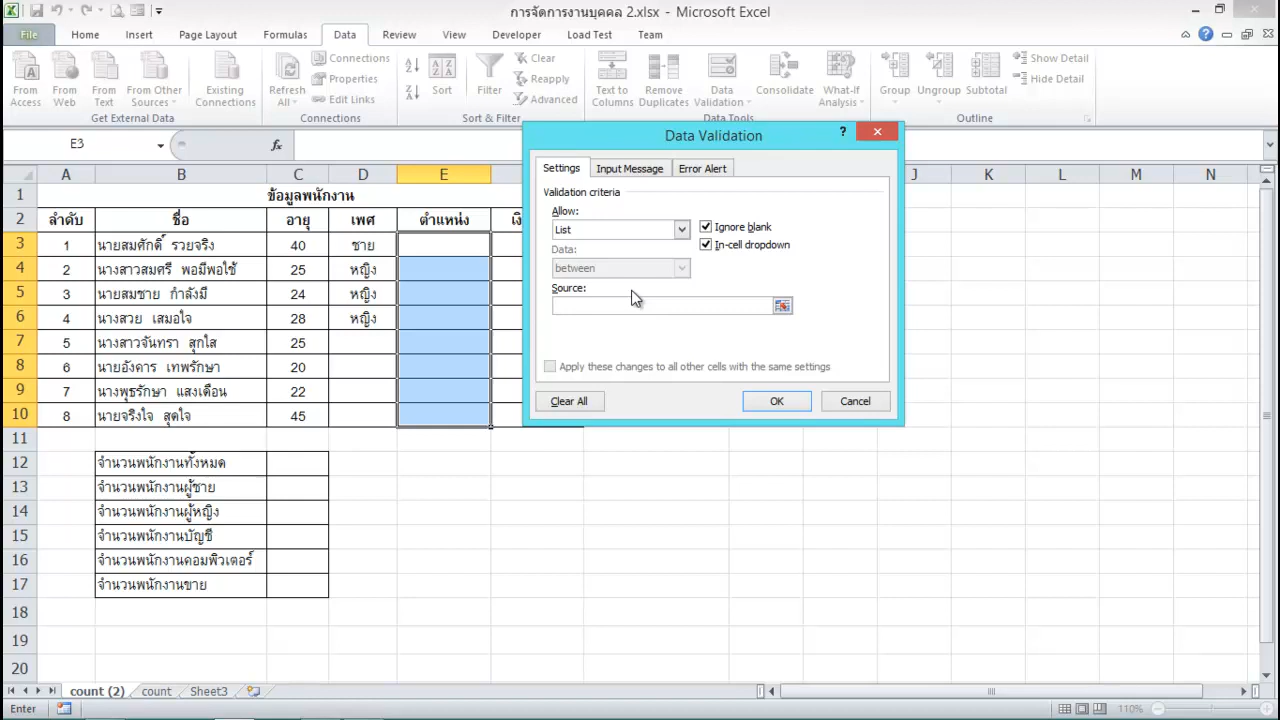 การจัดการงานบุคคล 2.xlsx - Microsoft Excel
File Home Insert Page Layout Formulas Data Review View Developer Load Test Team
From Access
From Web
From Text
From Other Sources
Existing Connections
Get External Data
Refresh All
Connections
Properties
Edit Links
Connections
Sort
Filter
Clear
Reapply
Advanced
Sort & Filter
Text to Columns
Remove Duplicates
Data Validation
Consolidate
What-If Analysis
Data Tools
Group
Ungroup
Subtotal
Show Detail
Hide Detail
Outline
E3 fx
A B C D E J K L M N
1 ข้อมูลพนักงาน
2 ลำดับ ชื่อ อายุ เพศ ตำแหน่ง
3 1 นายสมศักดิ์ รวยจริง 40 ชาย
4 2 นางสาวสมศรี พอมีพอใช้ 25 หญิง
5 3 นายสมชาย กำลังมี 24 หญิง
6 4 นางสวย เสมอใจ 28 หญิง
7 5 นางสาวจันทรา สุกใส 25
8 6 นายอังคาร เทพรักษา 20
9 7 นางพุธรักษา แสงเดือน 22
10 8 นายจริงใจ สุดใจ 45
11
12 จำนวนพนักงานทั้งหมด
13 จำนวนพนักงานผู้ชาย
14 จำนวนพนักงานผู้หญิง
15 จำนวนพนักงานบัญชี
16 จำนวนพนักงานคอมพิวเตอร์
17 จำนวนพนักงานขาย
18
19
20
Data Validation
Settings Input Message Error Alert
Validation criteria
Allow:
List
Ignore blank
In-cell dropdown
Data:
between
Source:
Apply these changes to all other cells with the same settings
Clear All OK Cancel
count (2) count Sheet3
Enter 110%